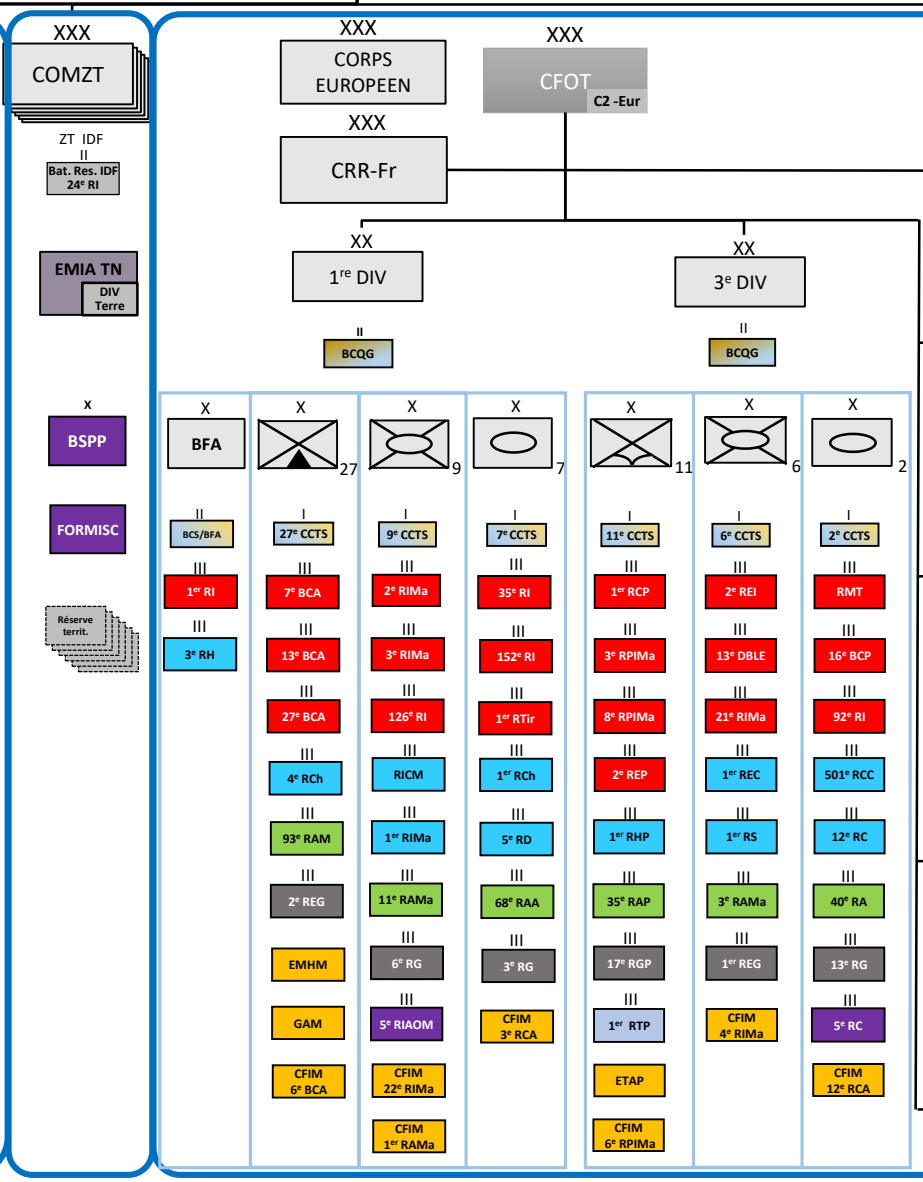 XXX
COMZT
ZT IDF
II
Bat. Res. IDF
24e RI
EMIA TN
DIV
Terre
X
BSPP
FORMISC
Réserve
territ.
XXX
CORPS
EUROPEEN
XXX
CFOT
C2 -Eur
XXX
CRR-Fr
XX
1re DIV
II
BCQG
XX
3e DIV
II
BCQG
X
BFA
II
BCS/BFA
III
1er RI
III
3e RH
X
27
I
27e CCTS
III
7e BCA
III
13e BCA
III
27e BCA
III
4e RCh
III
93e RAM
III
2e REG
EMHM
GAM
CFIM
6e BCA
X
9
I
9e CCTS
III
2e RIMa
III
3e RIMa
III
126e RI
III
RICM
III
1er RIMa
III
11e RAMa
III
6e RG
III
5e RIAOM
CFIM
22e RIMa
CFIM
1er RAMa
X
7
I
7e CCTS
III
35e RI
III
152e RI
III
1er RTir
III
1er RCh
III
5e RD
III
68e RAA
III
3e RG
CFIM
3e RCA
X
11
I
11e CCTS
III
1er RCP
III
3e RPIMa
III
8e RPIMa
III
2e REP
III
1er RHP
III
35e RAP
III
17e RGP
III
1er RTP
ETAP
CFIM
6e RPIMa
X
6
I
6e CCTS
III
2e REI
III
13e DBLE
III
21e RIMa
III
1er REC
III
1er RS
III
3e RAMa
III
1er REG
CFIM
4e RIMa
X
2
I
2e CCTS
III
RMT
III
16e BCP
III
92e RI
III
501e RCC
III
12e RC
III
40e RA
III
13e RG
III
5e RC
CFIM
12e RCA